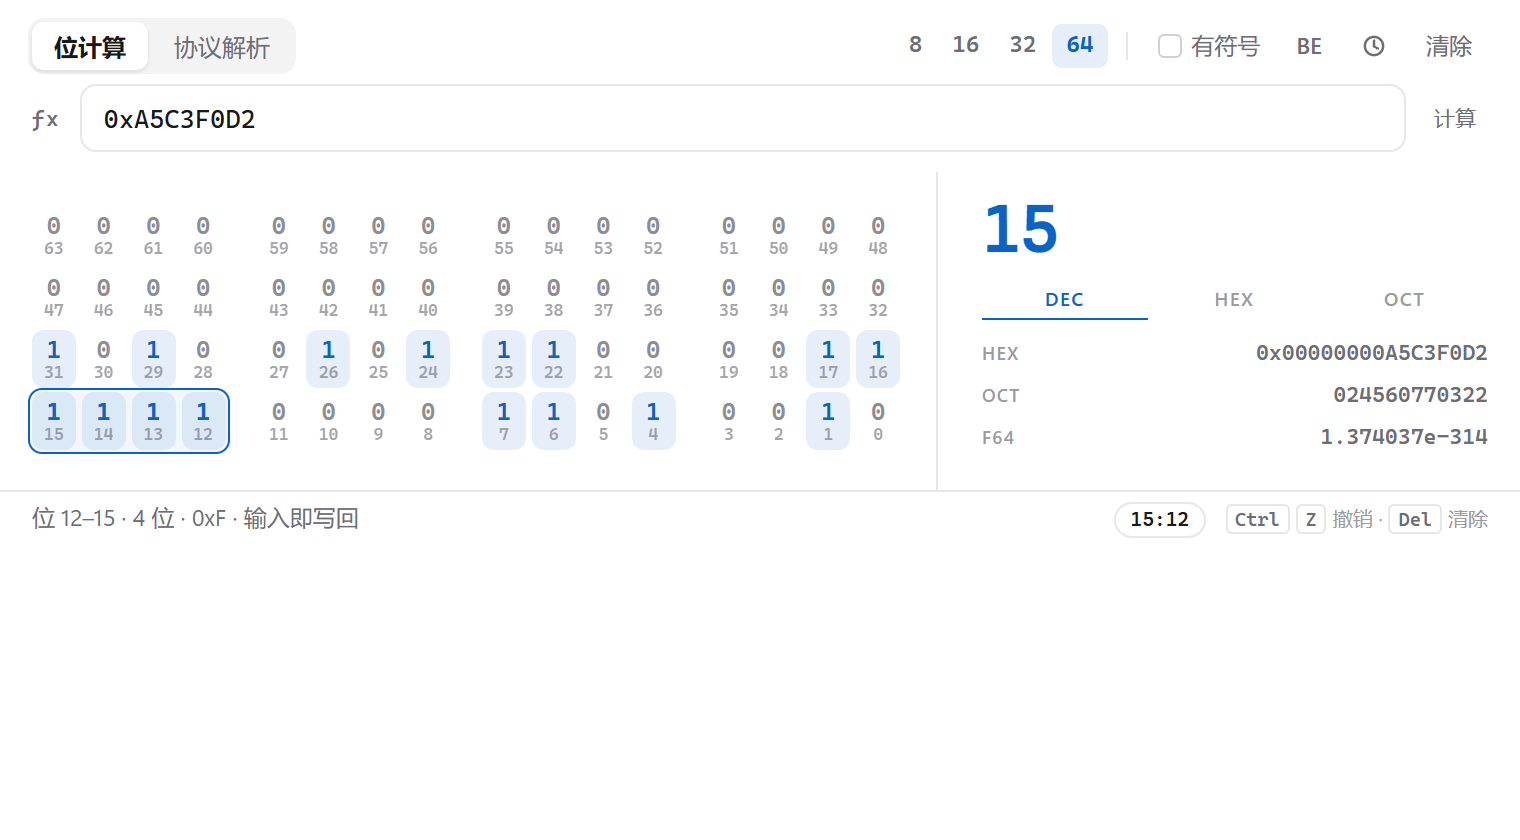 位计算 协议解析 8 16 32 64 有符号 BE 清除
ƒx 0xA5C3F0D2 计算
0 0 0 0 0 0 0 0 0 0 0 0 0 0 0 0
63 62 61 60 59 58 57 56 55 54 53 52 51 50 49 48
0 0 0 0 0 0 0 0 0 0 0 0 0 0 0 0
47 46 45 44 43 42 41 40 39 38 37 36 35 34 33 32
1 0 1 0 0 1 0 1 1 1 0 0 0 0 1 1
31 30 29 28 27 26 25 24 23 22 21 20 19 18 17 16
1 1 1 1 0 0 0 0 1 1 0 1 0 0 1 0
15 14 13 12 11 10 9 8 7 6 5 4 3 2 1 0
15
DEC HEX OCT
HEX 0x00000000A5C3F0D2
OCT 024560770322
F64 1.374037e-314
位 12–15 · 4 位 · 0xF · 输入即写回 15:12 Ctrl Z 撤销 · Del 清除